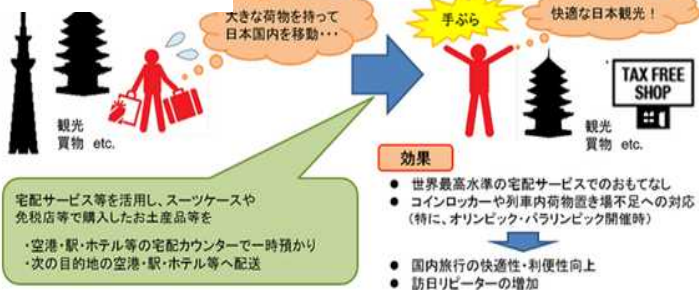 大きな荷物を持って
日本国内を移動・・・
手ぶら
快適な日本観光！
TAX FREE
SHOP
観光
買物 etc.
観光
買物 etc.
宅配サービス等を活用し、スーツケースや
免税店等で購入したお土産品等を
・空港・駅・ホテル等の宅配カウンターで一時預かり
・次の目的地の空港・駅・ホテル等へ配送
効果
● 世界最高水準の宅配サービスでのおもてなし
● コインロッカーや列車内荷物置き場不足への対応
(特に、オリンピック・パラリンピック開催時)
● 国内旅行の快適性・利便性向上
● 訪日リピーターの増加